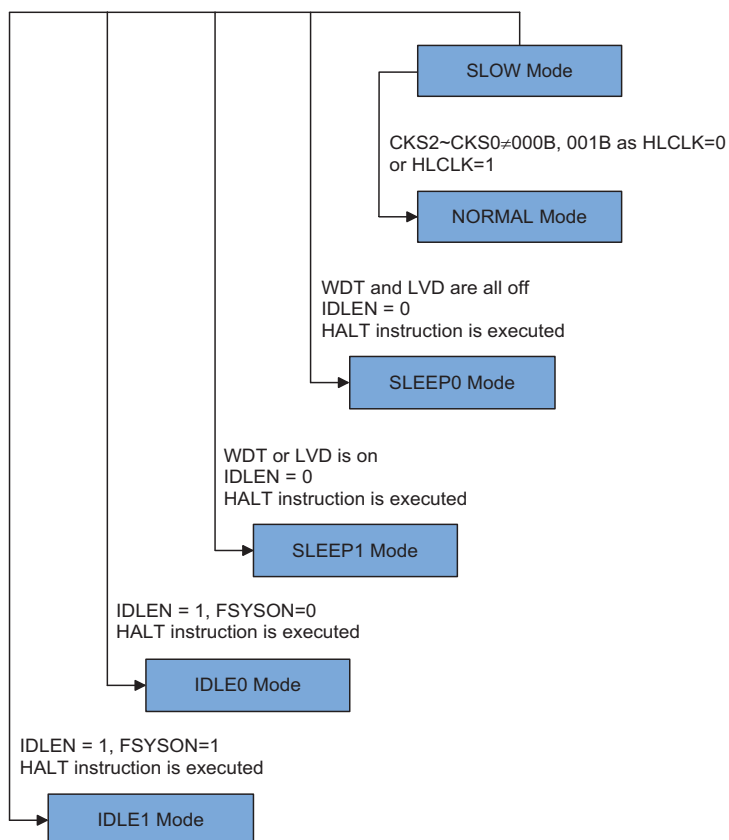 SLOW Mode
CKS2~CKS0≠000B, 001B as HLCLK=0
or HLCLK=1
NORMAL Mode
WDT and LVD are all off
IDLEN = 0
HALT instruction is executed
SLEEP0 Mode
WDT or LVD is on
IDLEN = 0
HALT instruction is executed
SLEEP1 Mode
IDLEN = 1, FSYSON=0
HALT instruction is executed
IDLE0 Mode
IDLEN = 1, FSYSON=1
HALT instruction is executed
IDLE1 Mode